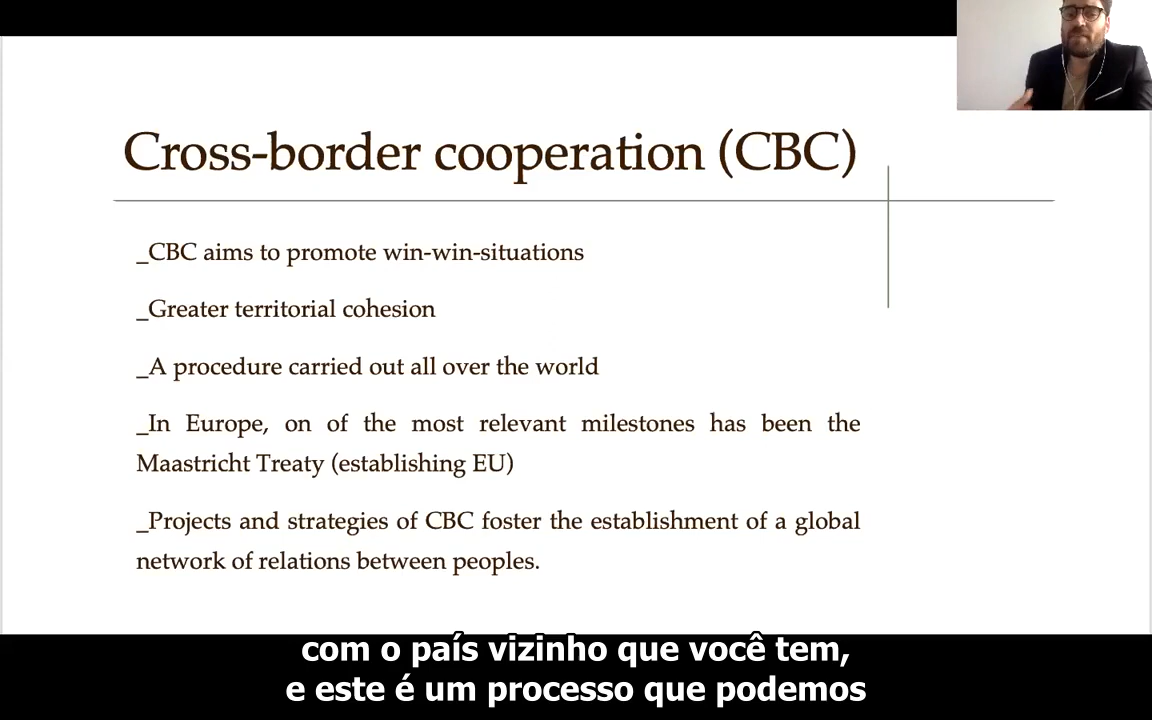 Cross-border cooperation (CBC)
_CBC aims to promote win-win-situations
_Greater territorial cohesion
_A procedure carried out all over the world
_In Europe, on of the most relevant milestones has been the
Maastricht Treaty (establishing EU)
_Projects and strategies of CBC foster the establishment of a global
network of relations between peoples.
com o país vizinho que você tem,
e este é um processo que podemos